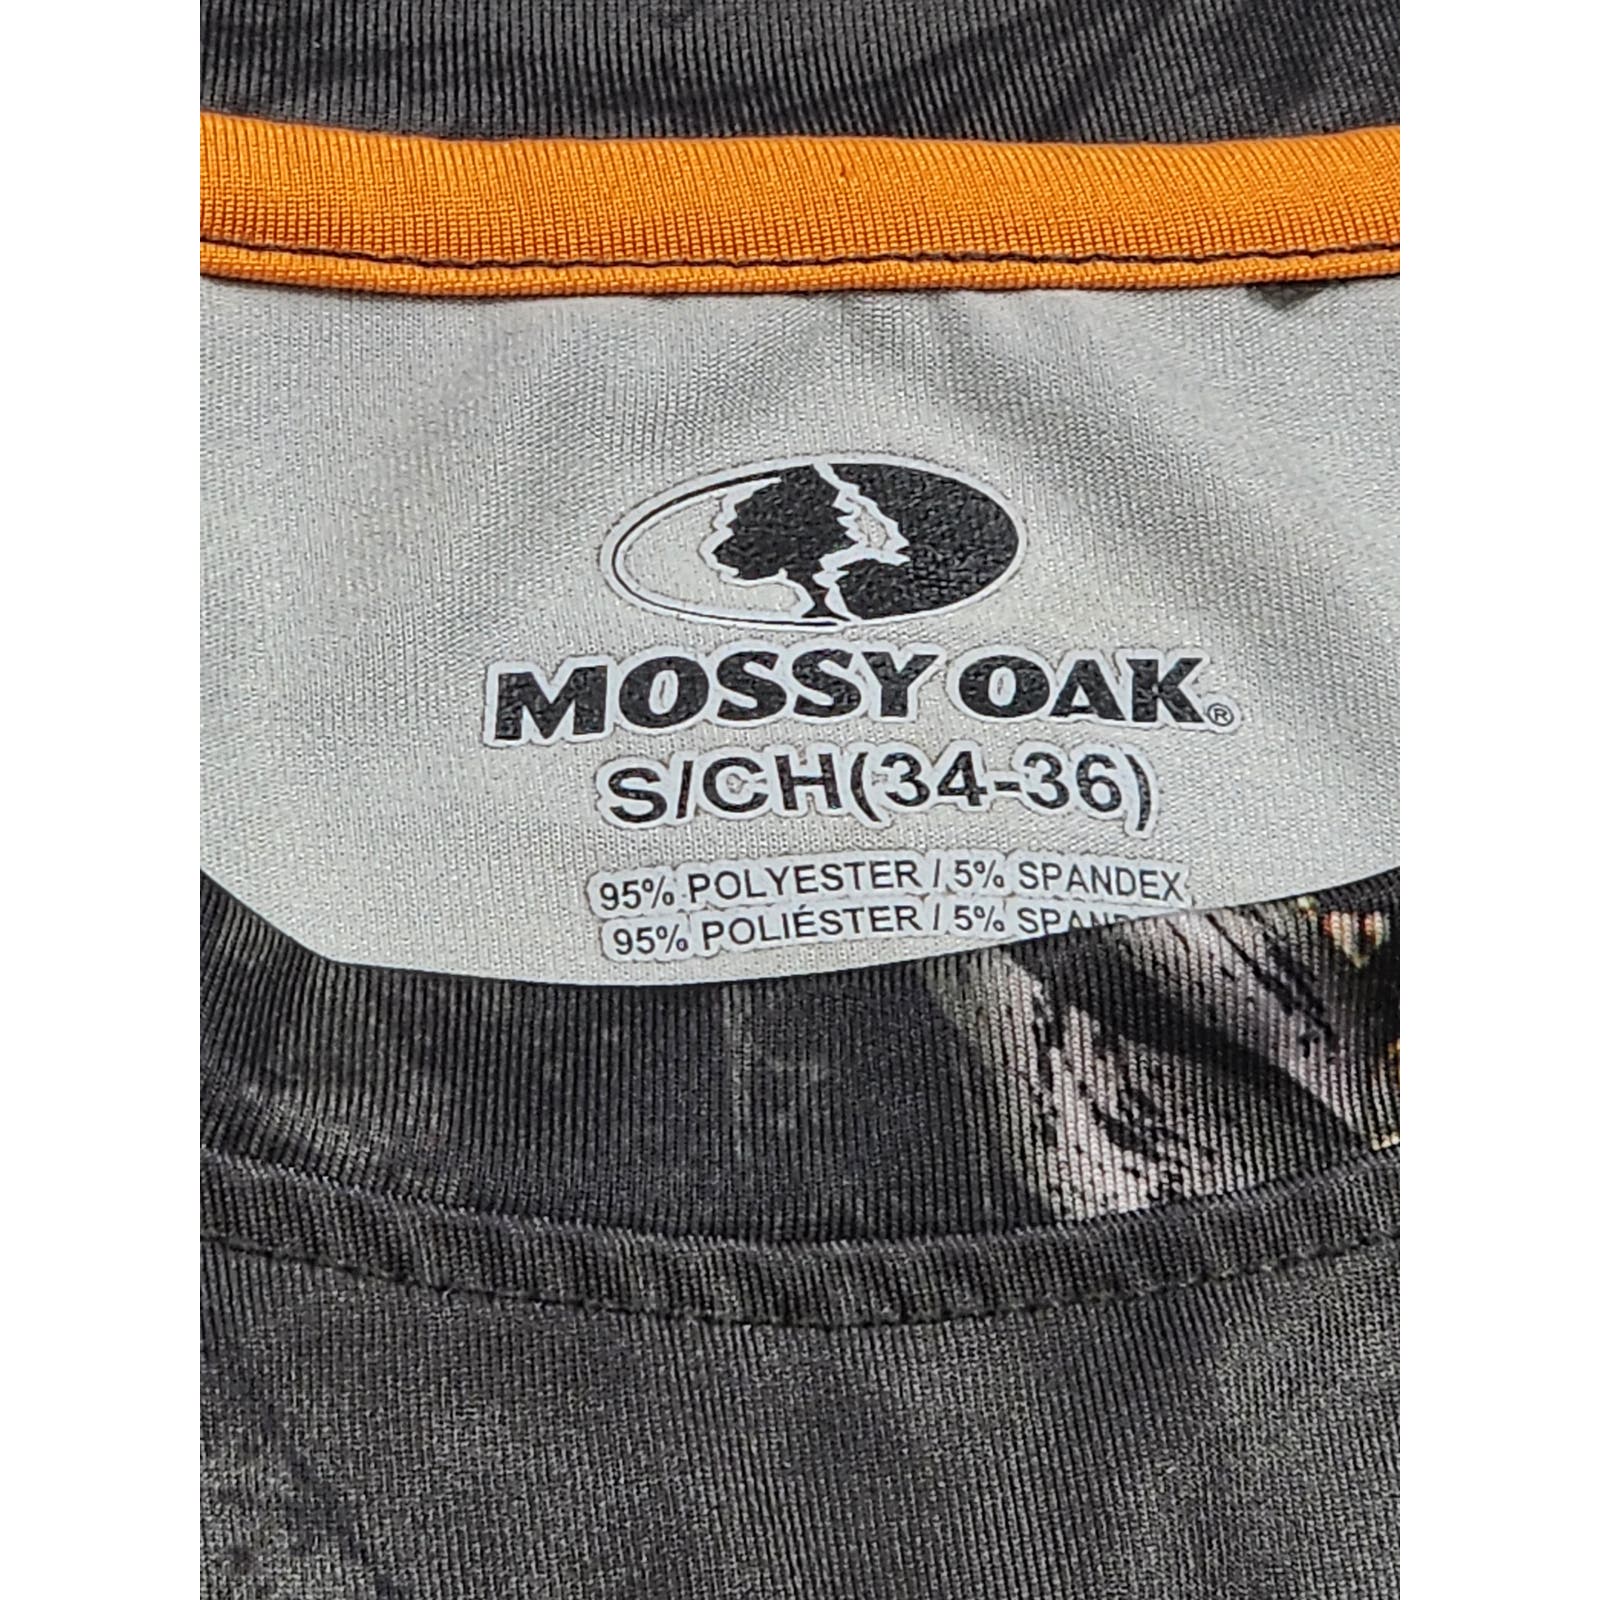 MOSSY OAK®
S/CH(34-36)
95% POLYESTER / 5% SPANDEX
95% POLIÉSTER / 5%